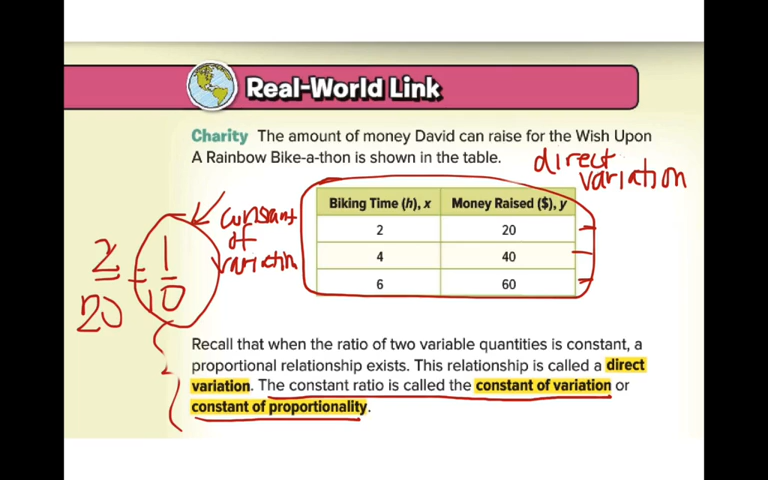 Real-World Link
Charity The amount of money David can raise for the Wish Upon
A Rainbow Bike-a-thon is shown in the table.
direct
variation
Biking Time (h), x Money Raised ($), y
2 20
4 40
6 60
constant
of
variation
2/20 = 1/10
Recall that when the ratio of two variable quantities is constant, a
proportional relationship exists. This relationship is called a direct
variation. The constant ratio is called the constant of variation or
constant of proportionality.